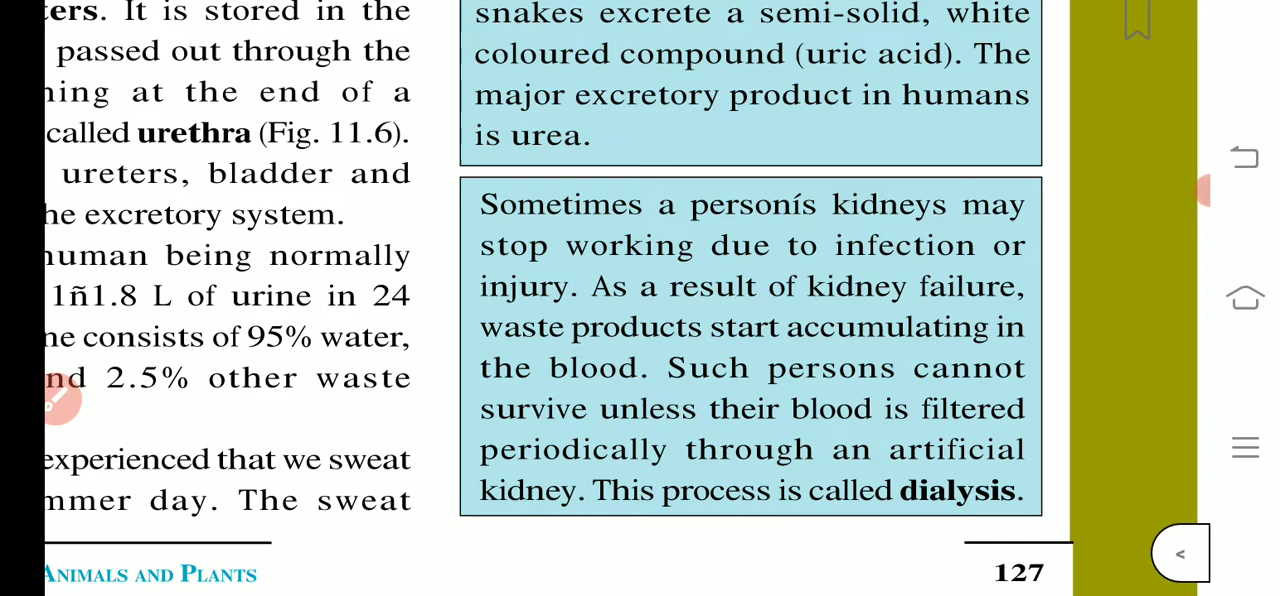 ters. It is stored in the
passed out through the
ning at the end of a
called urethra (Fig. 11.6).
ureters, bladder and
he excretory system.
human being normally
1ñ1.8 L of urine in 24
ne consists of 95% water,
nd 2.5% other waste
experienced that we sweat
mmer day. The sweat
snakes excrete a semi-solid, white
coloured compound (uric acid). The
major excretory product in humans
is urea.
Sometimes a personís kidneys may
stop working due to infection or
injury. As a result of kidney failure,
waste products start accumulating in
the blood. Such persons cannot
survive unless their blood is filtered
periodically through an artificial
kidney. This process is called dialysis.
ANIMALS AND PLANTS
127